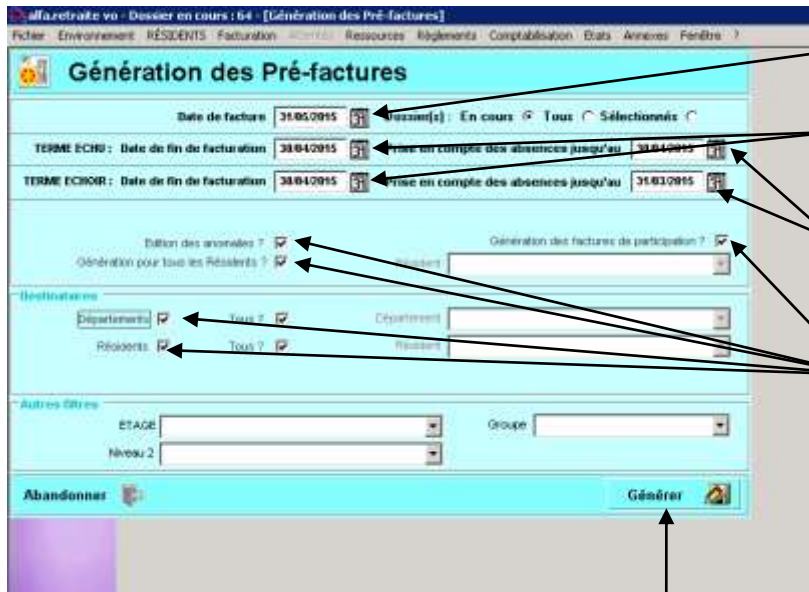 alfa.retraite vo - Dossier en cours : 64 - [Génération des Pré-factures]
Fichier Environnement RÉSIDENTS Facturation Ressources Règlements Comptabilisation Etats Annexes Fenêtre ?
Génération des Pré-factures
Date de facture 31/05/2015 Dossier(s) : En cours Tous Sélectionnés
TERME ECHU : Date de fin de facturation 30/04/2015 Prise en compte des absences jusqu'au 30/04/2015
TERME ECHOIR : Date de fin de facturation 30/04/2015 Prise en compte des absences jusqu'au 31/03/2015
Edition des anomalies ? Génération des factures de participation ?
Génération pour tous les Résidents ? Résident
Destinataires
Départements Tous ? Département
Résidents Tous ? Résident
Autres filtres
ETAGE Groupe
Niveau 2
Abandonner Générer